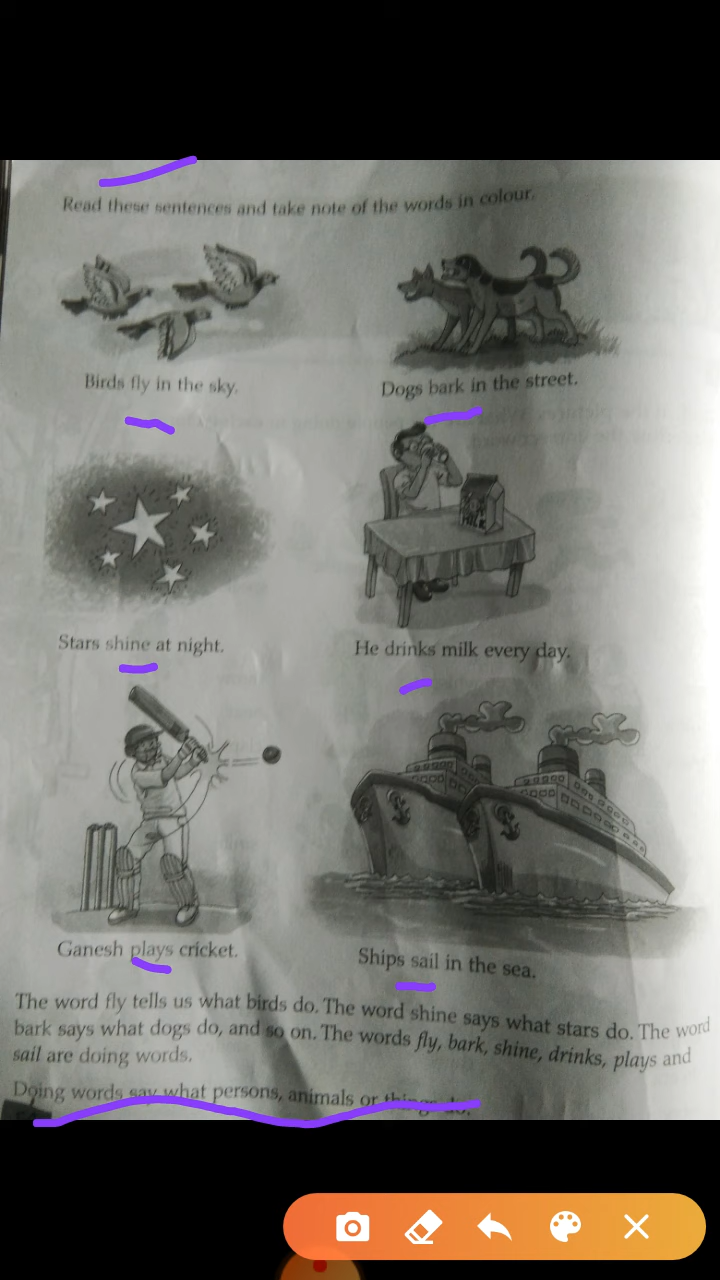 Read these sentences and take note of the words in colour.
Birds fly in the sky.
Dogs bark in the street.
MILK
Stars shine at night.
He drinks milk every day.
Ganesh plays cricket.
Ships sail in the sea.
The word fly tells us what birds do. The word shine says what stars do. The word
bark says what dogs do, and so on. The words fly, bark, shine, drinks, plays and
sail are doing words.
Doing words say what persons, animals or things do.